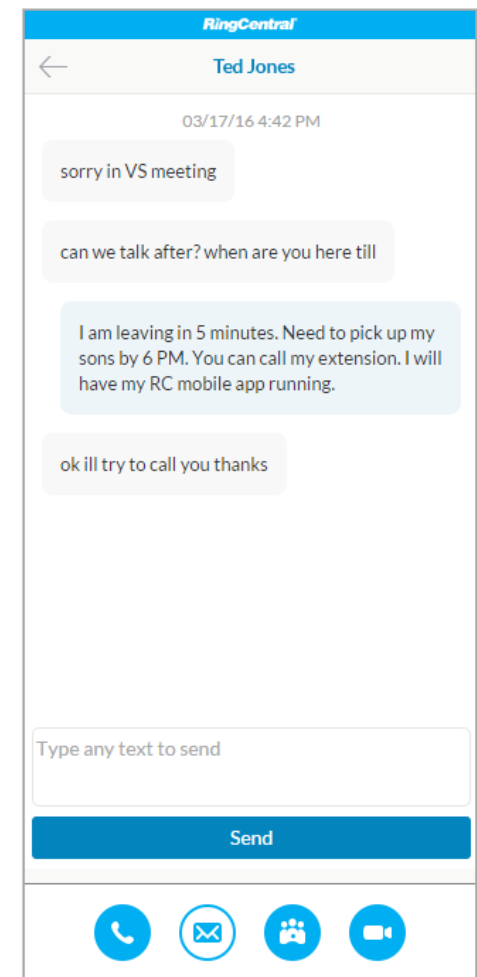 RingCentral
Ted Jones
03/17/16 4:42 PM
sorry in VS meeting
can we talk after? when are you here till
I am leaving in 5 minutes. Need to pick up my
sons by 6 PM. You can call my extension. I will
have my RC mobile app running.
ok ill try to call you thanks
Type any text to send
Send